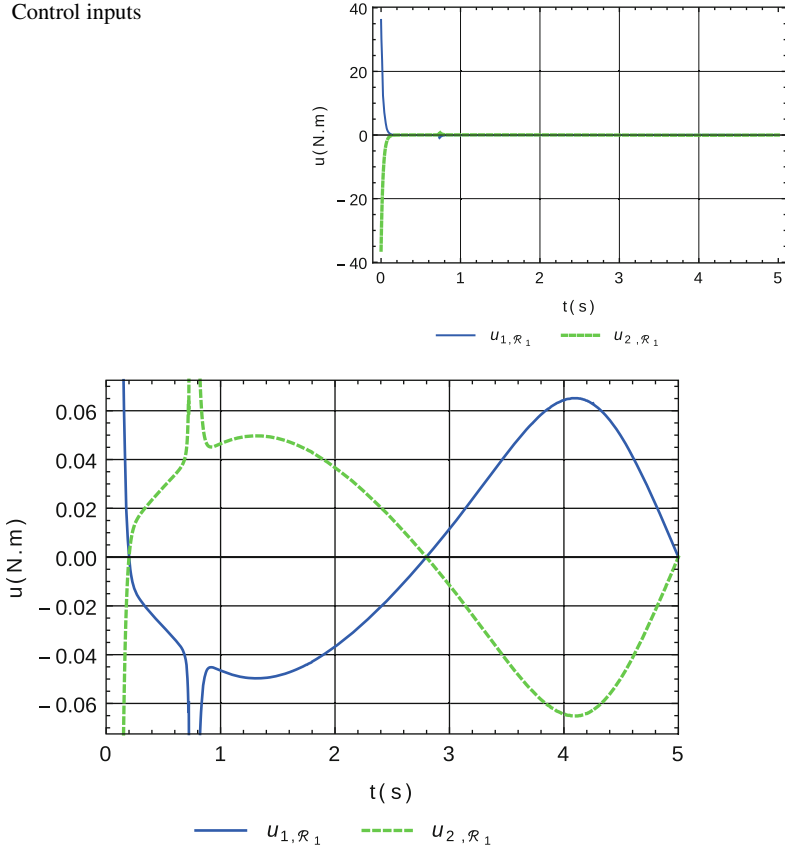 Control inputs
40
20
0
− 20
− 40
u(N.m)
0 1 2 3 4 5
t(s)
u1,ℛ1 u2,ℛ1
0.06
0.04
0.02
0.00
−0.02
−0.04
−0.06
u(N.m)
0 1 2 3 4 5
t(s)
u1,ℛ1 u2,ℛ1